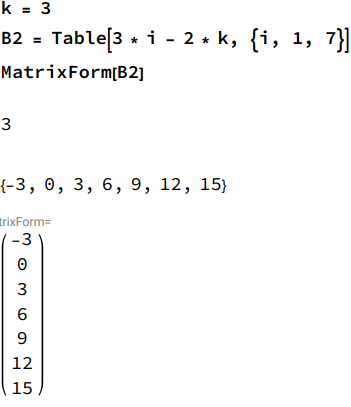 k = 3
B2 = Table[3 * i - 2 * k, {i, 1, 7}]
MatrixForm[B2]
3
{-3, 0, 3, 6, 9, 12, 15}
trixForm=
-3
0
3
6
9
12
15